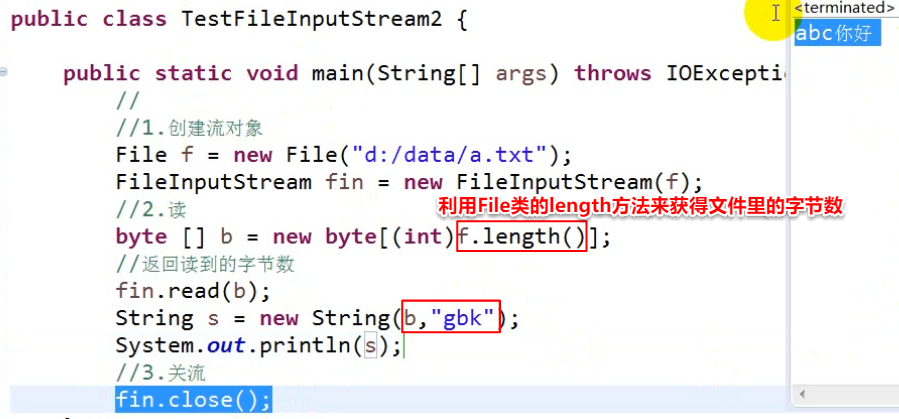 public class TestFileInputStream2 {
<terminated>
abc你好
public static void main(String[] args) throws IOExcepti
//
//1.创建流对象
File f = new File("d:/data/a.txt");
FileInputStream fin = new FileInputStream(f);
//2.读
利用File类的length方法来获得文件里的字节数
byte [] b = new byte[(int)f.length()];
//返回读到的字节数
fin.read(b);
String s = new String(b,"gbk");
System.out.println(s);
//3.关流
fin.close();